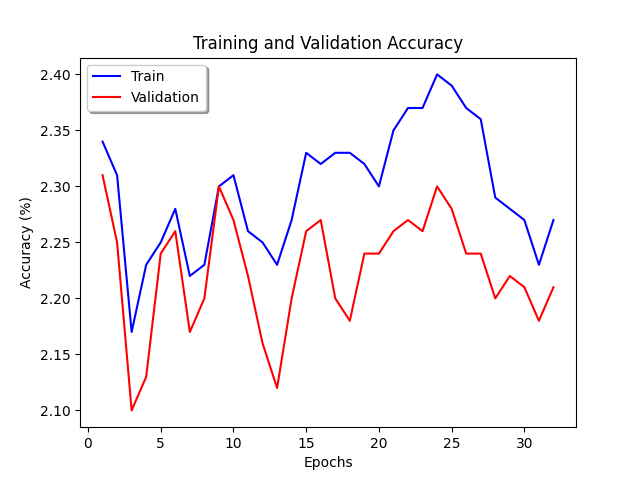 Training and Validation Accuracy
Train
Validation
Accuracy (%)
2.40
2.35
2.30
2.25
2.20
2.15
2.10
0 5 10 15 20 25 30
Epochs